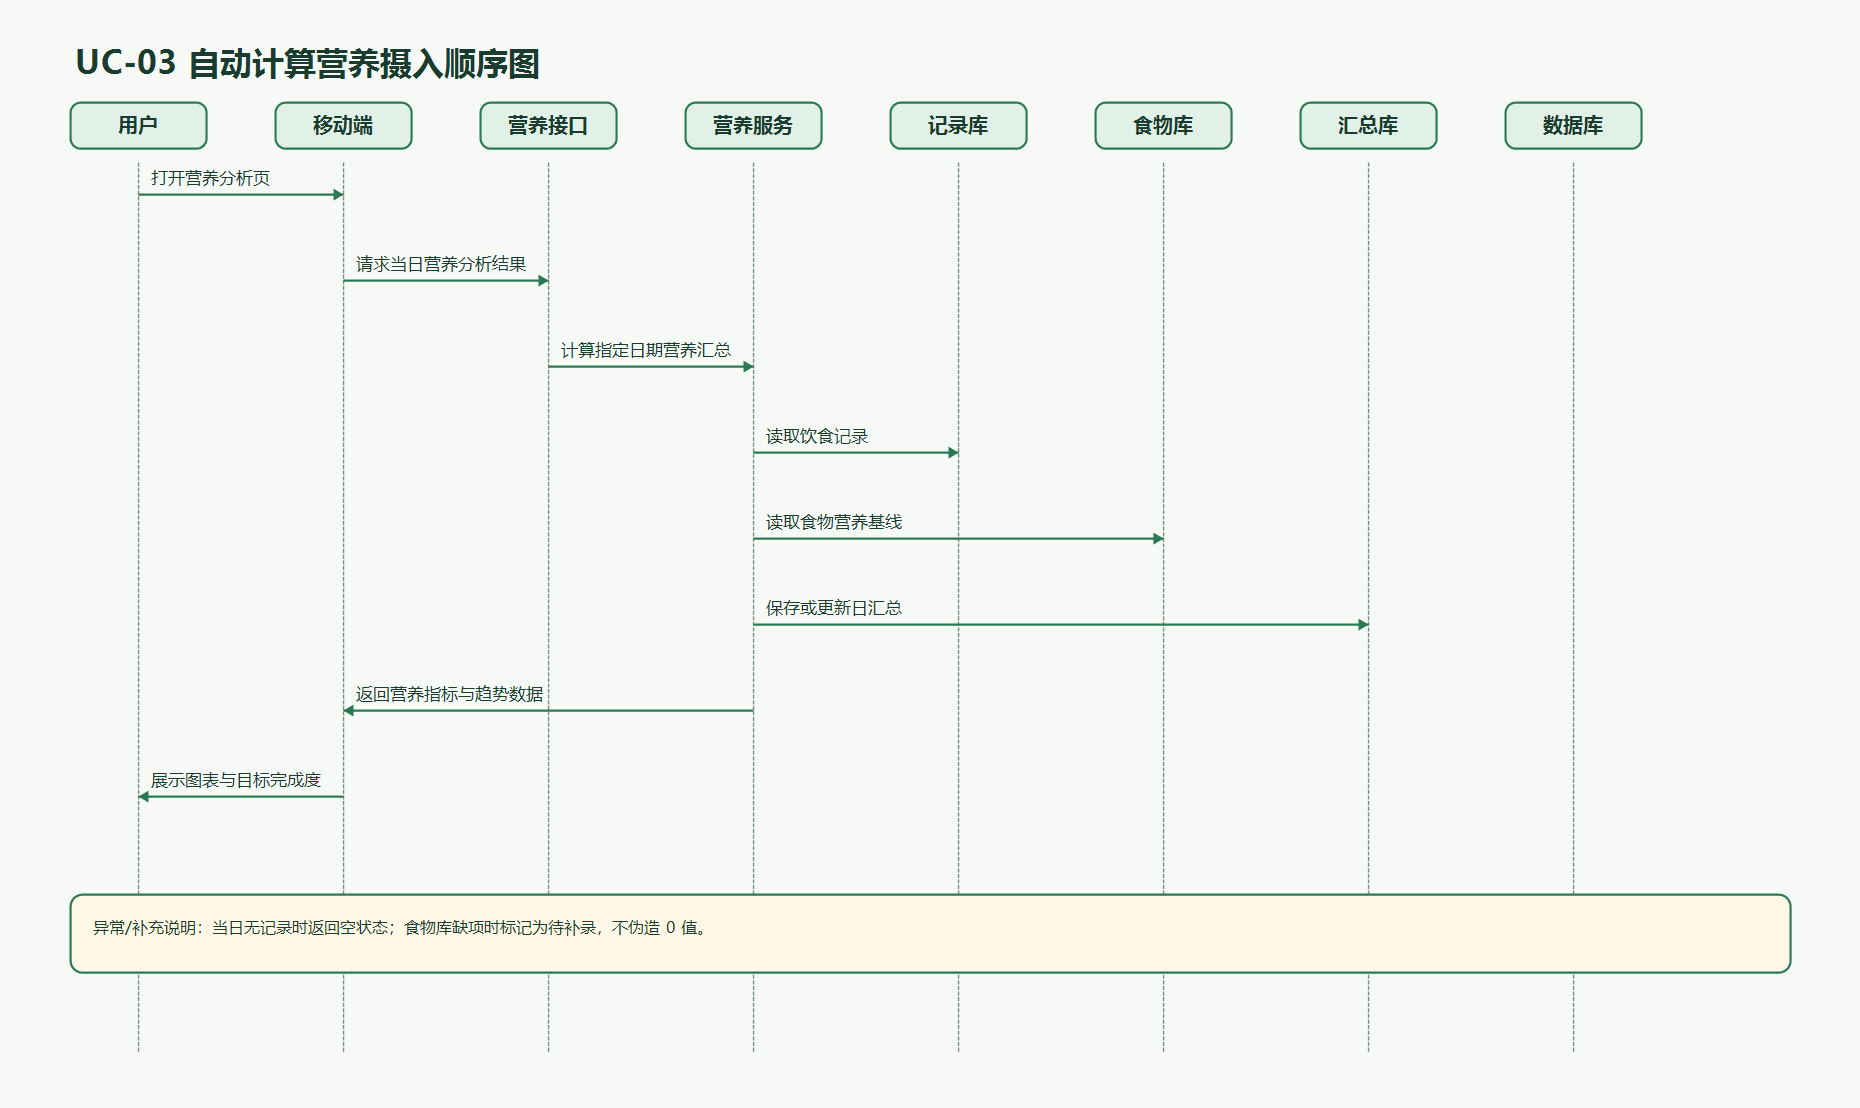 UC-03 自动计算营养摄入顺序图
用户
移动端
营养接口
营养服务
记录库
食物库
汇总库
数据库
打开营养分析页
请求当日营养分析结果
计算指定日期营养汇总
读取饮食记录
读取食物营养基线
保存或更新日汇总
返回营养指标与趋势数据
展示图表与目标完成度
异常/补充说明：当日无记录时返回空状态；食物库缺项时标记为待补录，不伪造 0 值。